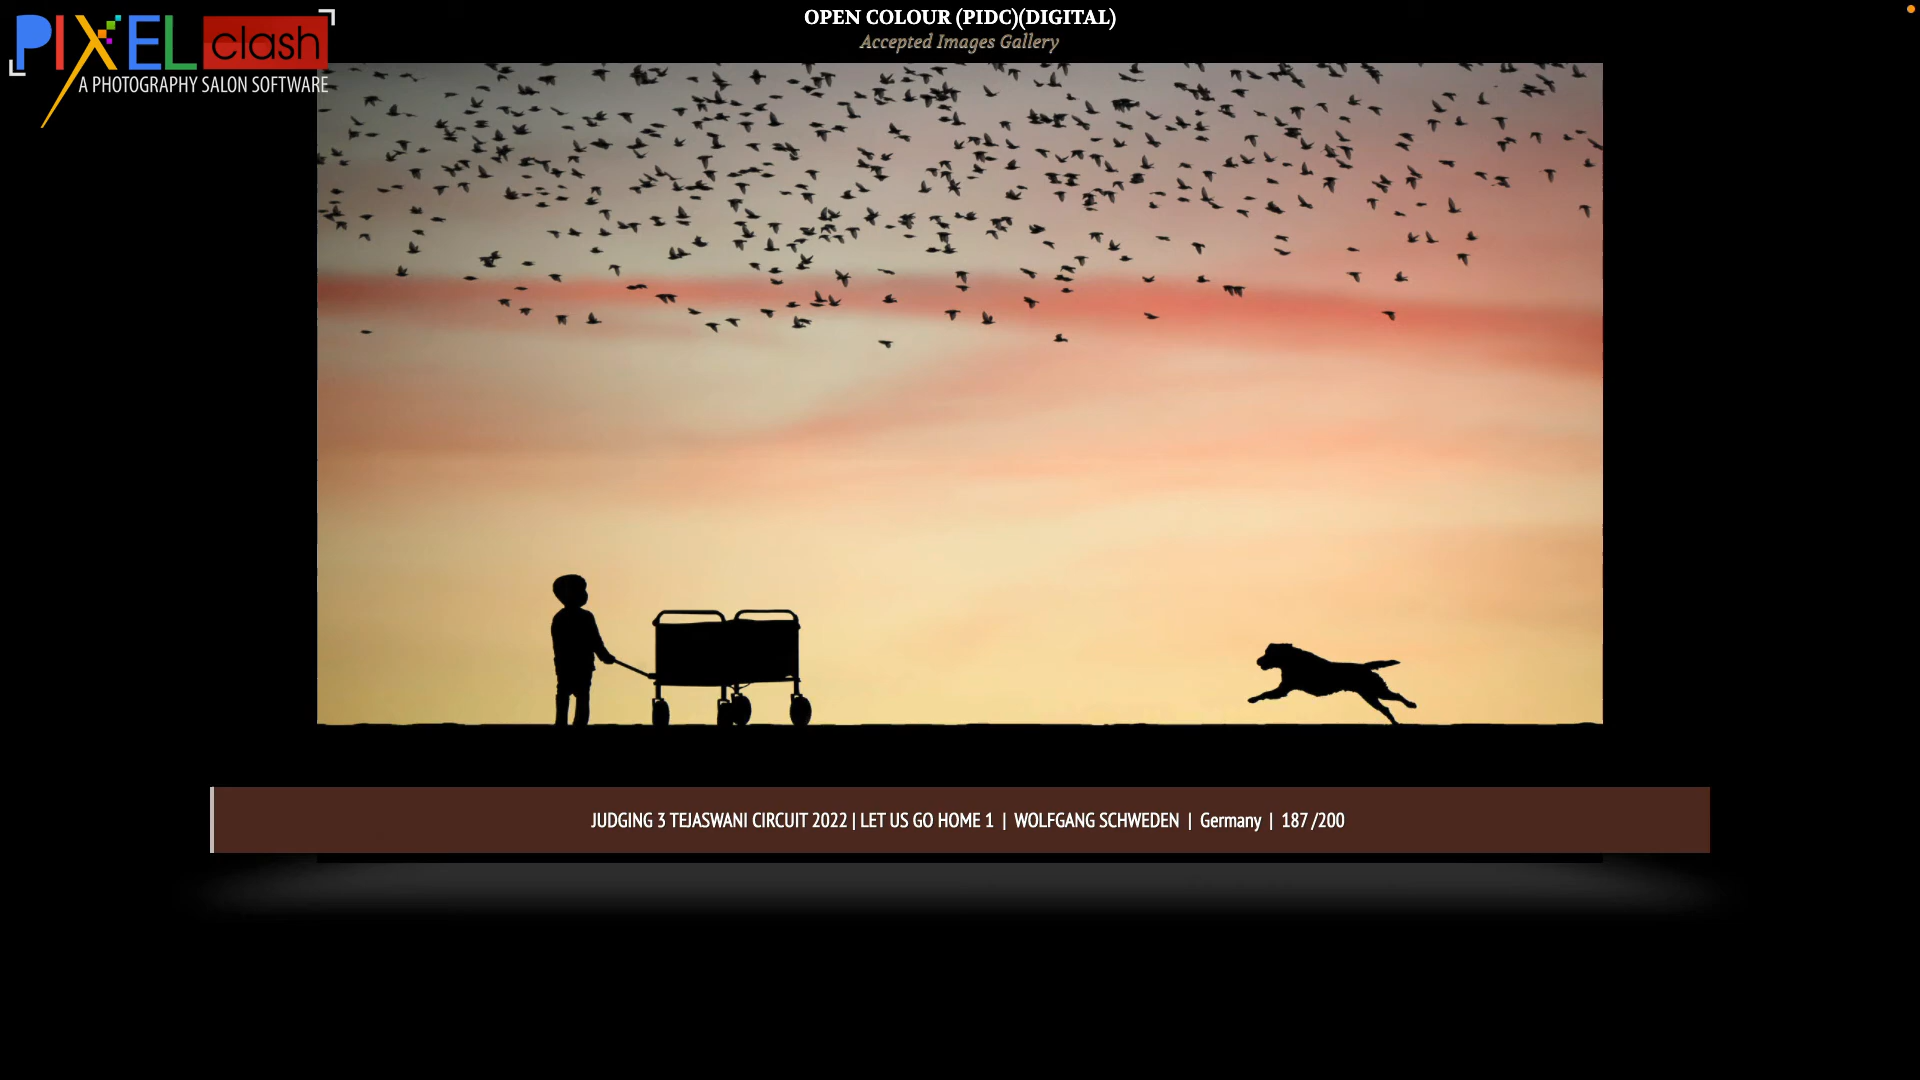 PIXEL clash
A PHOTOGRAPHY SALON SOFTWARE
OPEN COLOUR (PIDC)(DIGITAL)
Accepted Images Gallery
JUDGING 3 TEJASWANI CIRCUIT 2022 | LET US GO HOME 1 | WOLFGANG SCHWEDEN | Germany | 187 /200